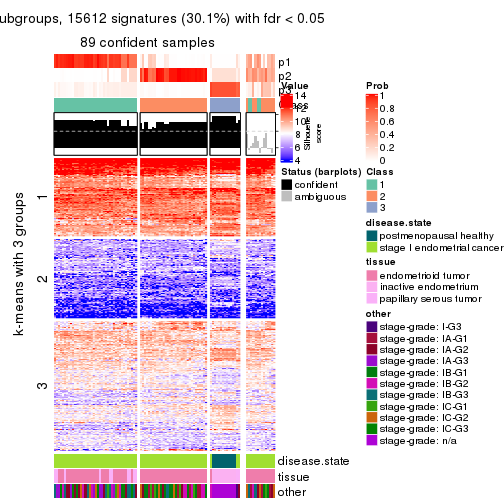 ubgroups, 15612 signatures (30.1%) with fdr < 0.05
89 confident samples
p1
p2
p3
Class
Silhouette
score
k-means with 3 groups
1
2
3
disease.state
tissue
other
Value
14
12
10
8
6
4
Status (barplots)
confident
ambiguous
Prob
1
0.8
0.6
0.4
0.2
0
Class
1
2
3
disease.state
postmenopausal healthy
stage I endometrial cancer
tissue
endometrioid tumor
inactive endometrium
papillary serous tumor
other
stage-grade: I-G3
stage-grade: IA-G1
stage-grade: IA-G2
stage-grade: IA-G3
stage-grade: IB-G1
stage-grade: IB-G2
stage-grade: IB-G3
stage-grade: IC-G1
stage-grade: IC-G2
stage-grade: IC-G3
stage-grade: n/a